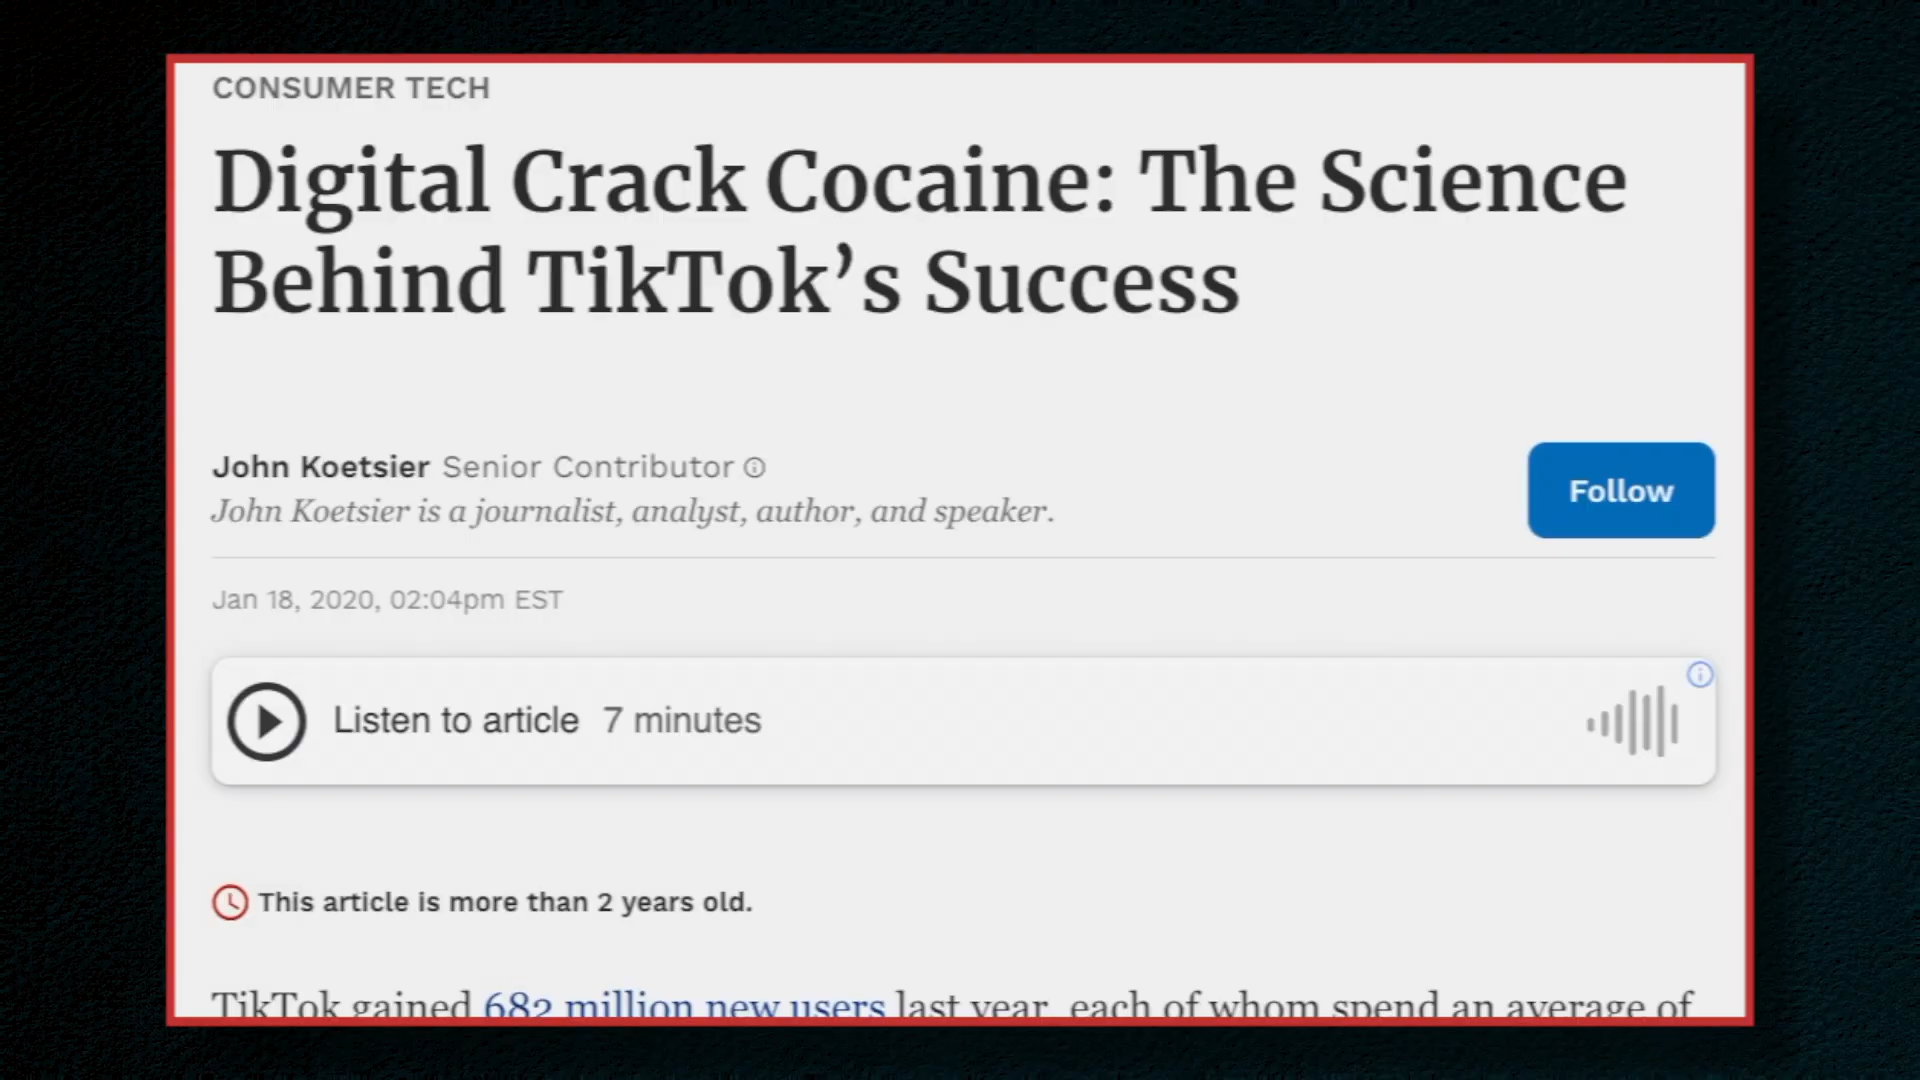 CONSUMER TECH
Digital Crack Cocaine: The Science
Behind TikTok’s Success
John Koetsier Senior Contributor
John Koetsier is a journalist, analyst, author, and speaker.
Follow
Jan 18, 2020, 02:04pm EST
Listen to article 7 minutes
This article is more than 2 years old.
TikTok gained 682 million new users last year, each of whom spend an average of